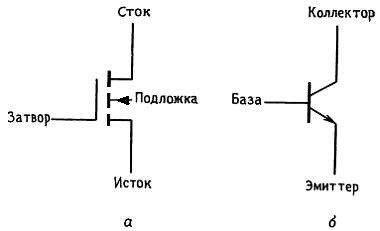 Сток
Коллектор
Подложка
База
Затвор
Исток
Эмиттер
а
б